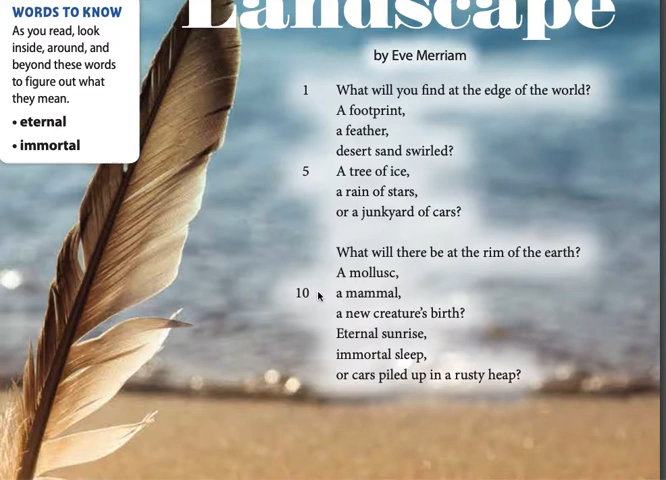 Landscape
by Eve Merriam
WORDS TO KNOW
As you read, look
inside, around, and
beyond these words
to figure out what
they mean.
• eternal
• immortal
1 What will you find at the edge of the world?
A footprint,
a feather,
desert sand swirled?
5 A tree of ice,
a rain of stars,
or a junkyard of cars?
What will there be at the rim of the earth?
A mollusc,
10 a mammal,
a new creature's birth?
Eternal sunrise,
immortal sleep,
or cars piled up in a rusty heap?